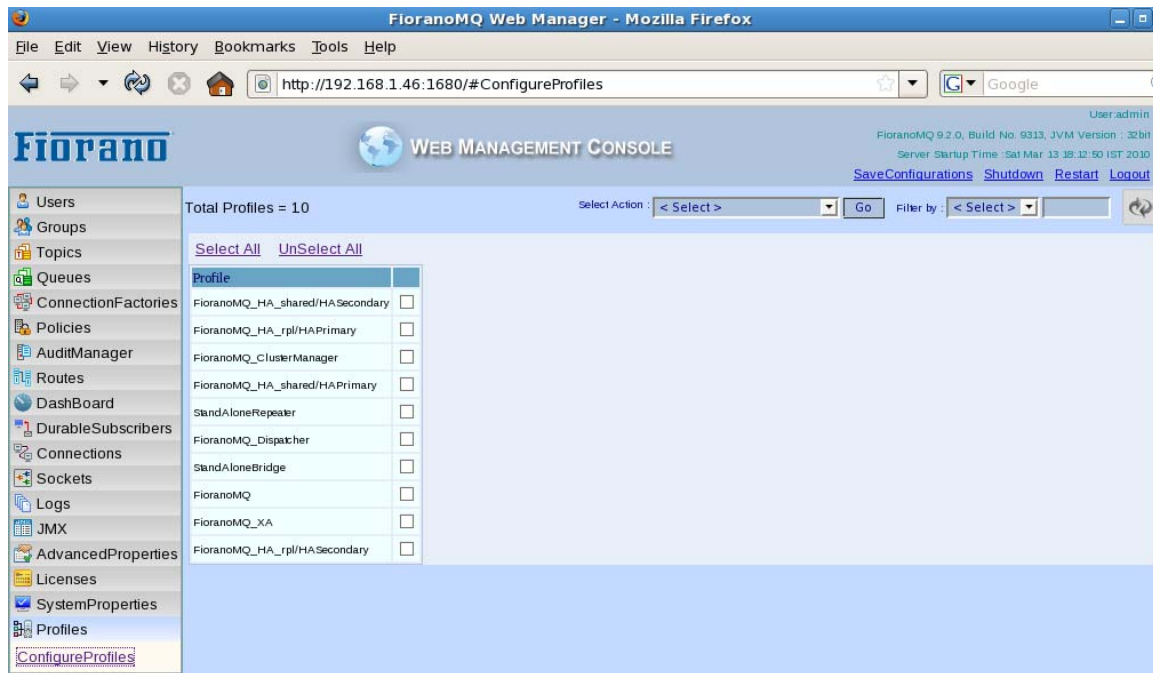 FioranoMQ Web Manager - Mozilla Firefox
File Edit View History Bookmarks Tools Help
http://192.168.1.46:1680/#ConfigureProfiles
G
Google
Fiorano
WEB MANAGEMENT CONSOLE
User:admin
FioranoMQ 9.2.0, Build No. 9313, JVM Version : 32bit
Server Startup Time :Sat Mar 13 18:12:50 IST 2010
SaveConfigurations Shutdown Restart Logout
Users
Groups
Topics
Queues
ConnectionFactories
Policies
AuditManager
Routes
DashBoard
DurableSubscribers
Connections
Sockets
Logs
JMX
AdvancedProperties
Licenses
SystemProperties
Profiles
ConfigureProfiles
Total Profiles = 10
Select Action : < Select > Go Filter by : < Select >
Select All UnSelect All
Profile
FioranoMQ_HA_shared/HASecondary
FioranoMQ_HA_rpl/HAPrimary
FioranoMQ_ClusterManager
FioranoMQ_HA_shared/HAPrimary
StandAloneRepeater
FioranoMQ_Dispatcher
StandAloneBridge
FioranoMQ
FioranoMQ_XA
FioranoMQ_HA_rpl/HASecondary